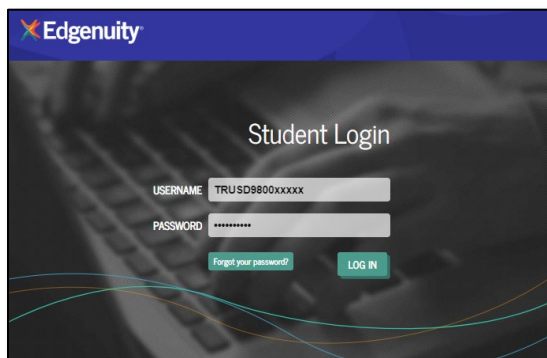 Edgenuity
Student Login
USERNAME TRUSD9800xxxxx
PASSWORD ••••••••••
Forgot your password? LOG IN